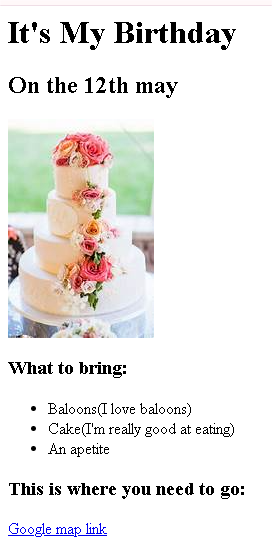 It's My Birthday
On the 12th may
What to bring:
Baloons(I love baloons)
Cake(I'm really good at eating)
An apetite
This is where you need to go:
Google map link